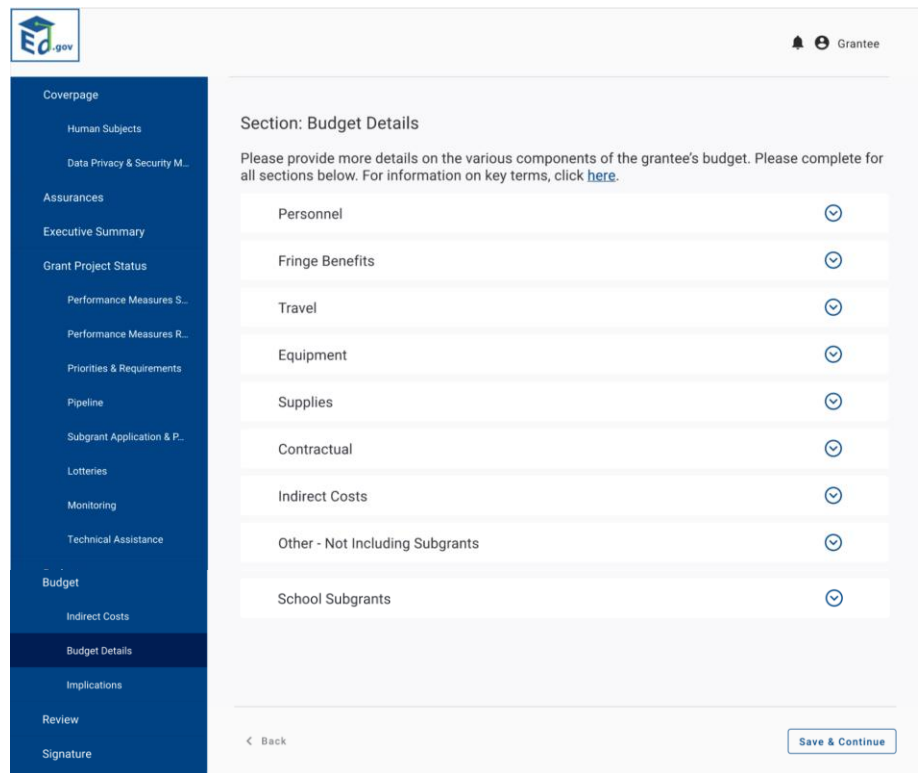 Ed.gov
Grantee
Coverpage
Human Subjects
Data Privacy & Security M...
Assurances
Executive Summary
Grant Project Status
Performance Measures S...
Performance Measures R...
Priorities & Requirements
Pipeline
Subgrant Application & P...
Lotteries
Monitoring
Technical Assistance
Budget
Indirect Costs
Budget Details
Implications
Review
Signature
Section: Budget Details
Please provide more details on the various components of the grantee's budget. Please complete for
all sections below. For information on key terms, click here.
Personnel
Fringe Benefits
Travel
Equipment
Supplies
Contractual
Indirect Costs
Other - Not Including Subgrants
School Subgrants
< Back
Save & Continue